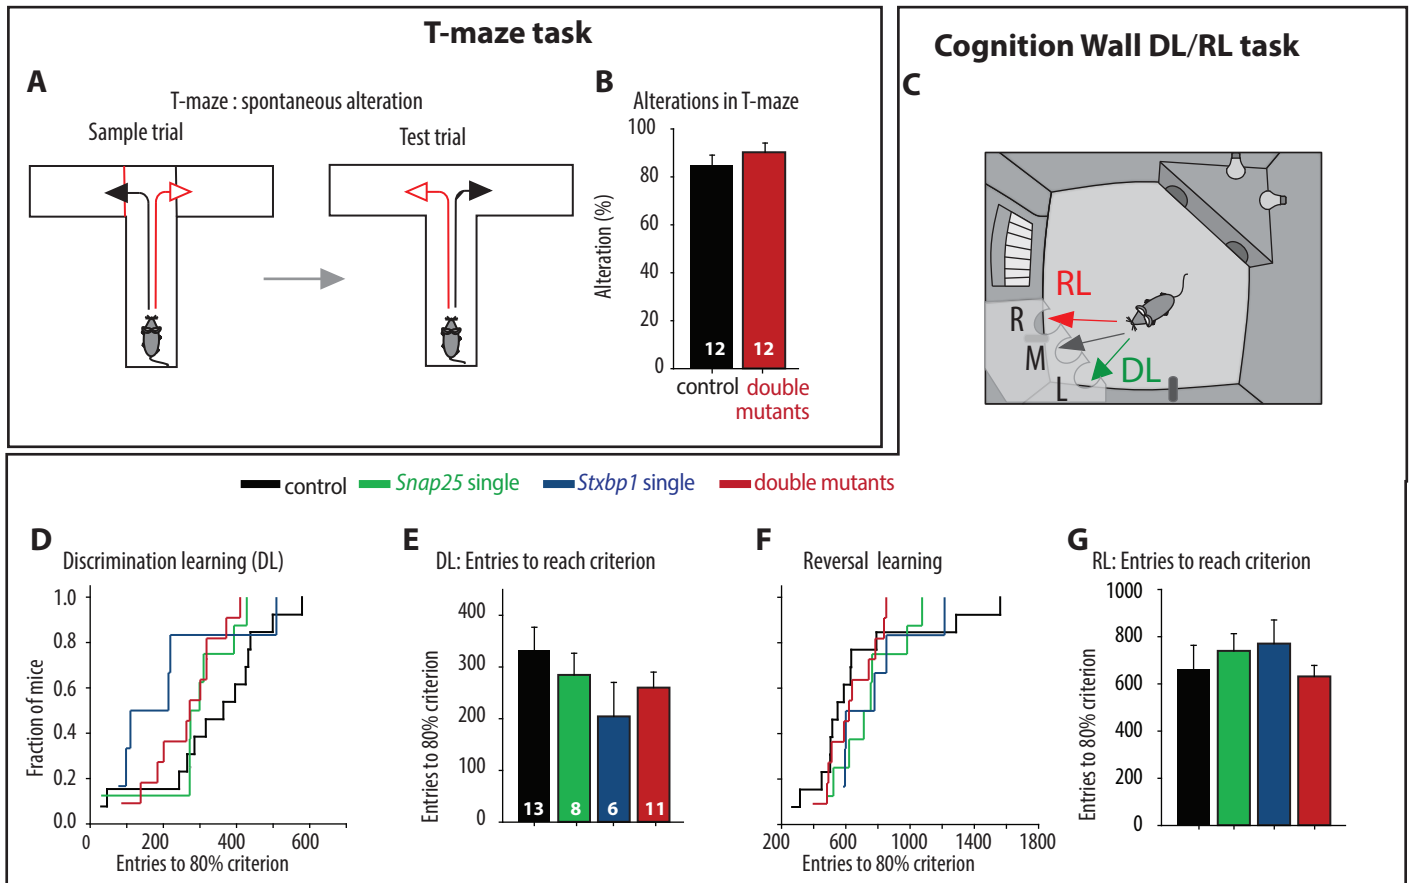 T-maze task
A
T-maze : spontaneous alteration
Sample trial
Test trial
B
Alterations in T-maze
100
80
60
40
20
0
Alteration (%)
12
12
control
double
mutants
Cognition Wall DL/RL task
C
RL
R
M
DL
L
control
Snap25 single
Stxbp1 single
double mutants
D
Discrimination learning (DL)
1.0
0.8
0.6
0.4
0.2
0.0
Fraction of mice
0
200
400
600
Entries to 80% criterion
E
DL: Entries to reach criterion
400
300
200
100
0
Entries to 80% criterion
13
8
6
11
F
Reversal learning
200
600
1000
1400
1800
Entries to 80% criterion
G
RL: Entries to reach criterion
1000
800
600
400
200
0
Entries to 80% criterion